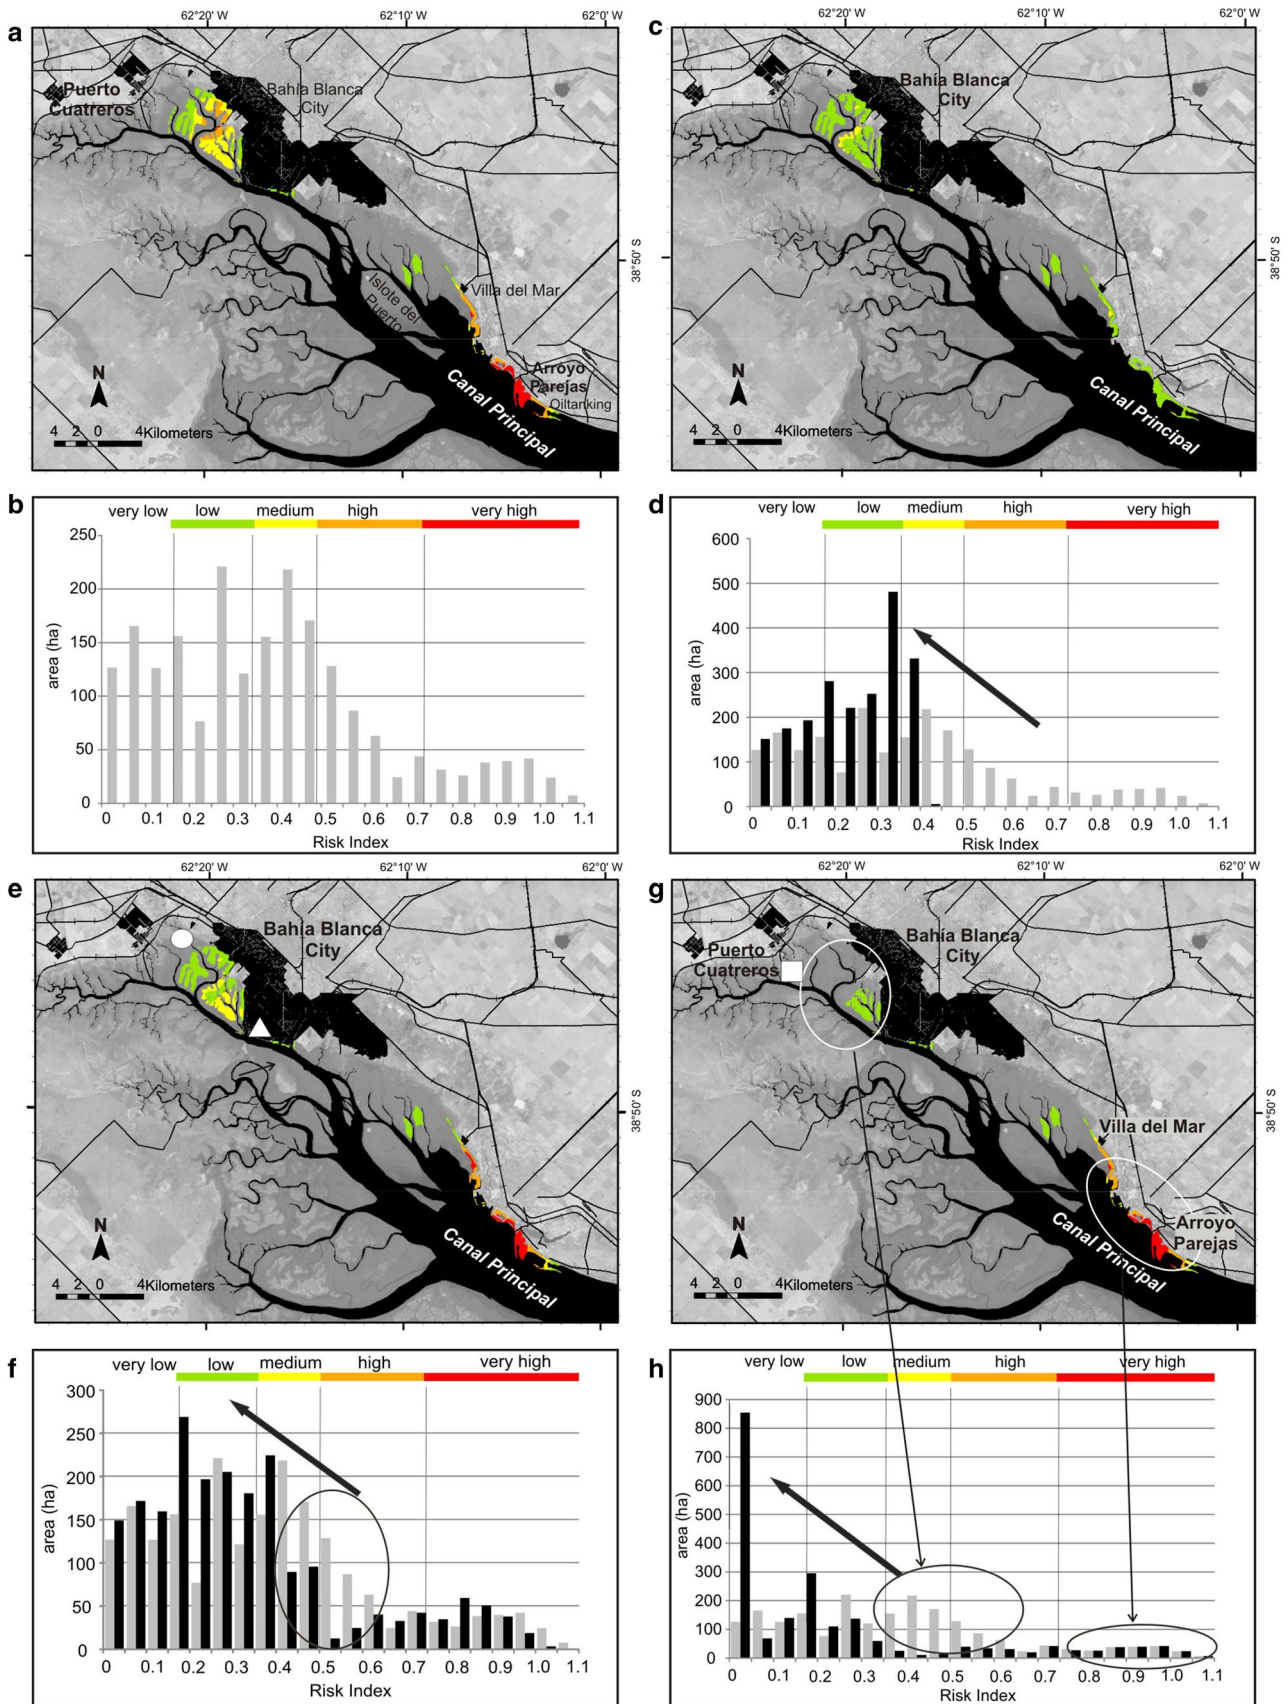 62°20' W 62°10' W 62°0' W
a
Puerto
Cuatreros
Bahía Blanca
City
Islote del
Puerto
Villa del Mar
Arroyo
Parejas
Oiltanking
Canal Principal
N
4 2 0 4Kilometers
38°50' S
62°20' W 62°10' W 62°0' W
c
Bahía Blanca
City
Canal Principal
N
4 2 0 4Kilometers
38°50' S
b
very low low medium high very high
250
200
150
100
50
0
area (ha)
0 0.1 0.2 0.3 0.4 0.5 0.6 0.7 0.8 0.9 1.0 1.1
Risk Index
d
very low low medium high very high
600
500
400
300
200
100
0
area (ha)
0 0.1 0.2 0.3 0.4 0.5 0.6 0.7 0.8 0.9 1.0 1.1
Risk Index
62°20' W 62°10' W 62°0' W
e
Bahía Blanca
City
Canal Principal
N
4 2 0 4Kilometers
38°50' S
62°20' W 62°10' W 62°0' W
g
Puerto
Cuatreros
Bahía Blanca
City
Villa del Mar
Arroyo
Parejas
Canal Principal
N
4 2 0 4Kilometers
38°50' S
f
very low low medium high very high
300
250
200
150
100
50
0
area (ha)
0 0.1 0.2 0.3 0.4 0.5 0.6 0.7 0.8 0.9 1.0 1.1
Risk Index
h
very low low medium high very high
900
800
700
600
500
400
300
200
100
0
area (ha)
0 0.1 0.2 0.3 0.4 0.5 0.6 0.7 0.8 0.9 1.0 1.1
Risk Index